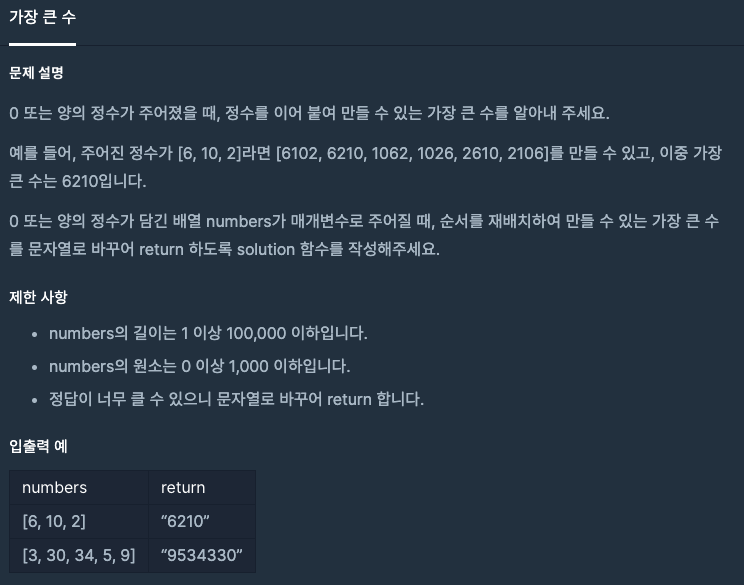 가장 큰 수
문제 설명
0 또는 양의 정수가 주어졌을 때, 정수를 이어 붙여 만들 수 있는 가장 큰 수를 알아내 주세요.
예를 들어, 주어진 정수가 [6, 10, 2]라면 [6102, 6210, 1062, 1026, 2610, 2106]를 만들 수 있고, 이중 가장
큰 수는 6210입니다.
0 또는 양의 정수가 담긴 배열 numbers가 매개변수로 주어질 때, 순서를 재배치하여 만들 수 있는 가장 큰 수
를 문자열로 바꾸어 return 하도록 solution 함수를 작성해주세요.
제한 사항
• numbers의 길이는 1 이상 100,000 이하입니다.
• numbers의 원소는 0 이상 1,000 이하입니다.
• 정답이 너무 클 수 있으니 문자열로 바꾸어 return 합니다.
입출력 예
numbers return
[6, 10, 2] “6210”
[3, 30, 34, 5, 9] “9534330”